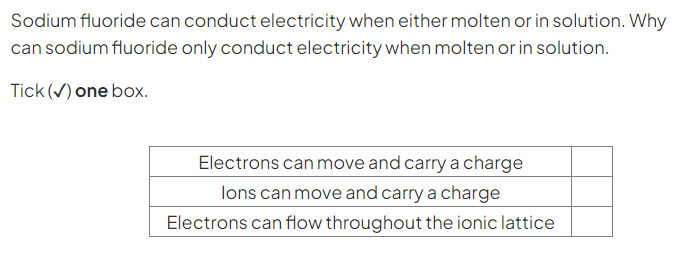 Sodium fluoride can conduct electricity when either molten or in solution. Why
can sodium fluoride only conduct electricity when molten or in solution.
Tick (✓) one box.
Electrons can move and carry a charge
Ions can move and carry a charge
Electrons can flow throughout the ionic lattice